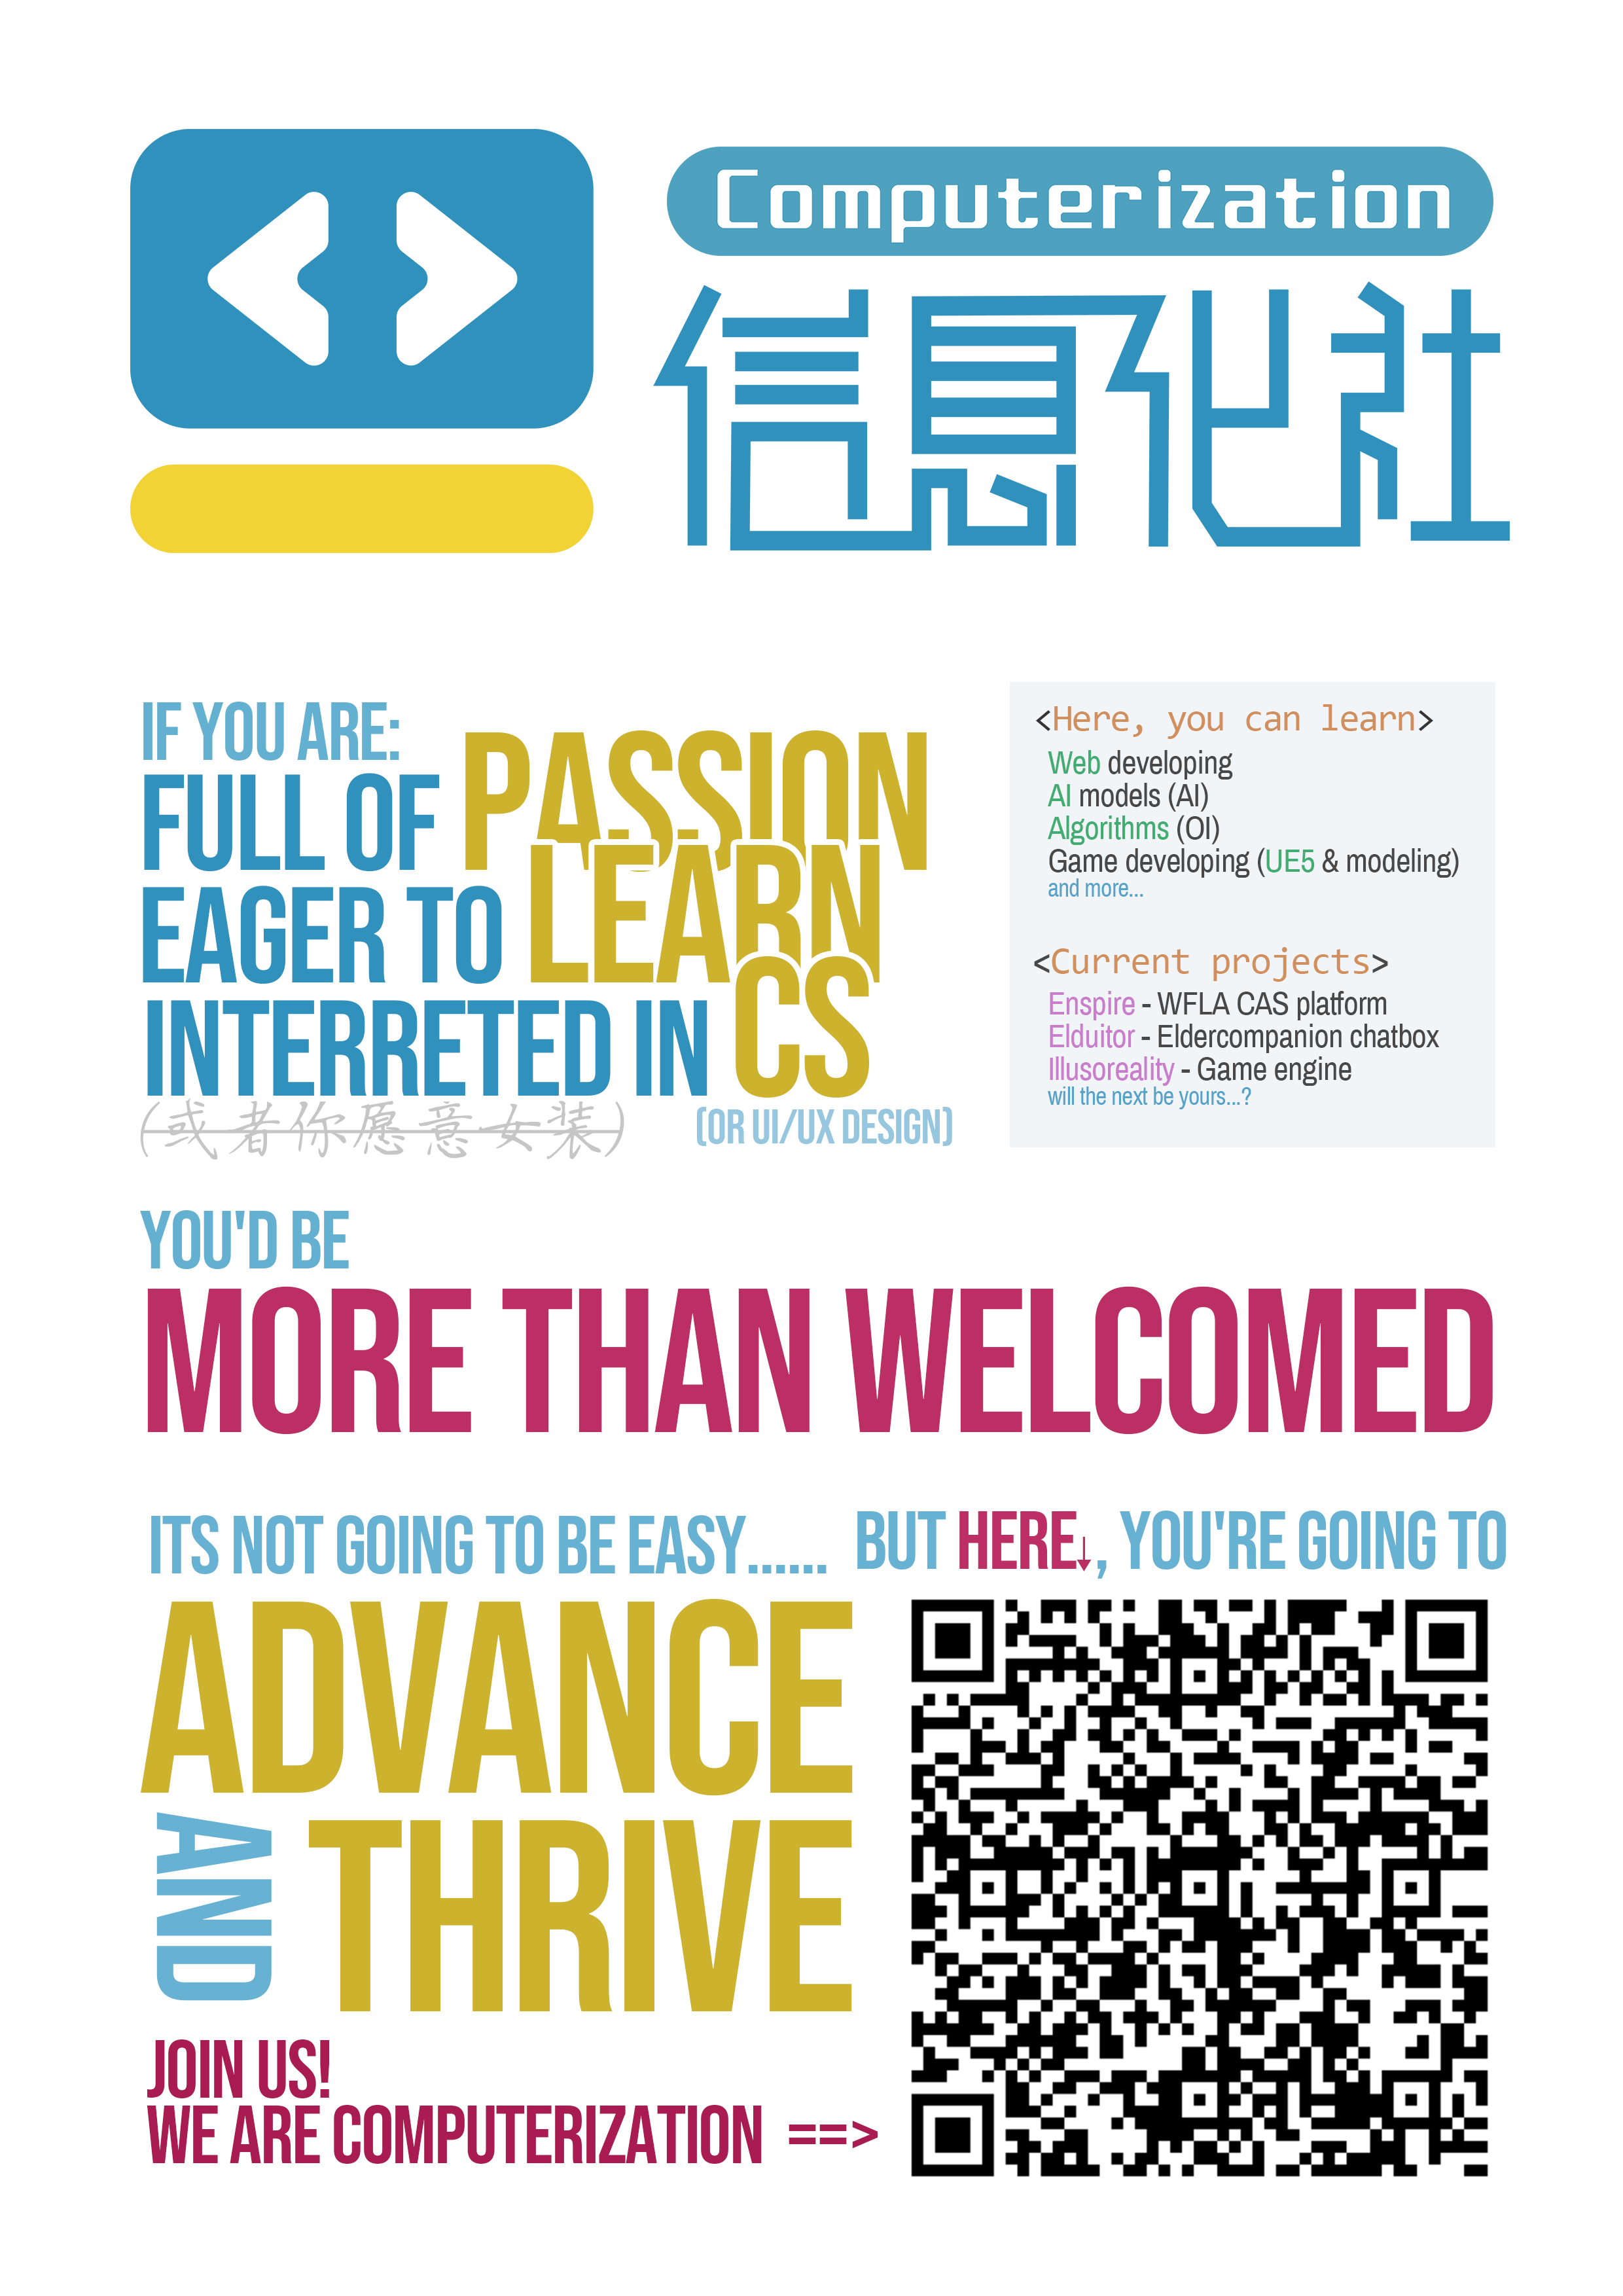 Computerization
信息化社
IF YOU ARE:
FULL OF PASSION
EAGER TO LEARN
INTERRETED IN CS
(或者你愿意女装)
(OR UI/UX DESIGN)
<Here, you can learn>
Web developing
AI models (AI)
Algorithms (OI)
Game developing (UE5 & modeling)
and more...
<Current projects>
Enspire - WFLA CAS platform
Elduitor - Eldercompanion chatbox
Illusoreality - Game engine
will the next be yours...?
YOU'D BE
MORE THAN WELCOMED
ITS NOT GOING TO BE EASY......
BUT HERE↓, YOU'RE GOING TO
ADVANCE
AND
THRIVE
JOIN US!
WE ARE COMPUTERIZATION ==>